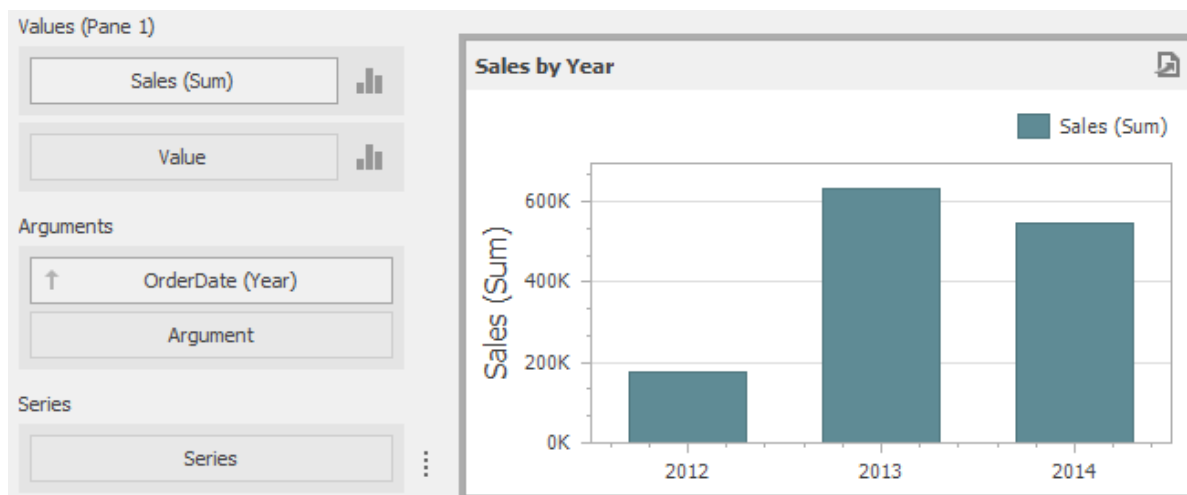 Values (Pane 1)
Sales (Sum)
Value
Arguments
OrderDate (Year)
Argument
Series
Series
Sales by Year
Sales (Sum)
Sales (Sum)
600K
400K
200K
0K
2012 2013 2014